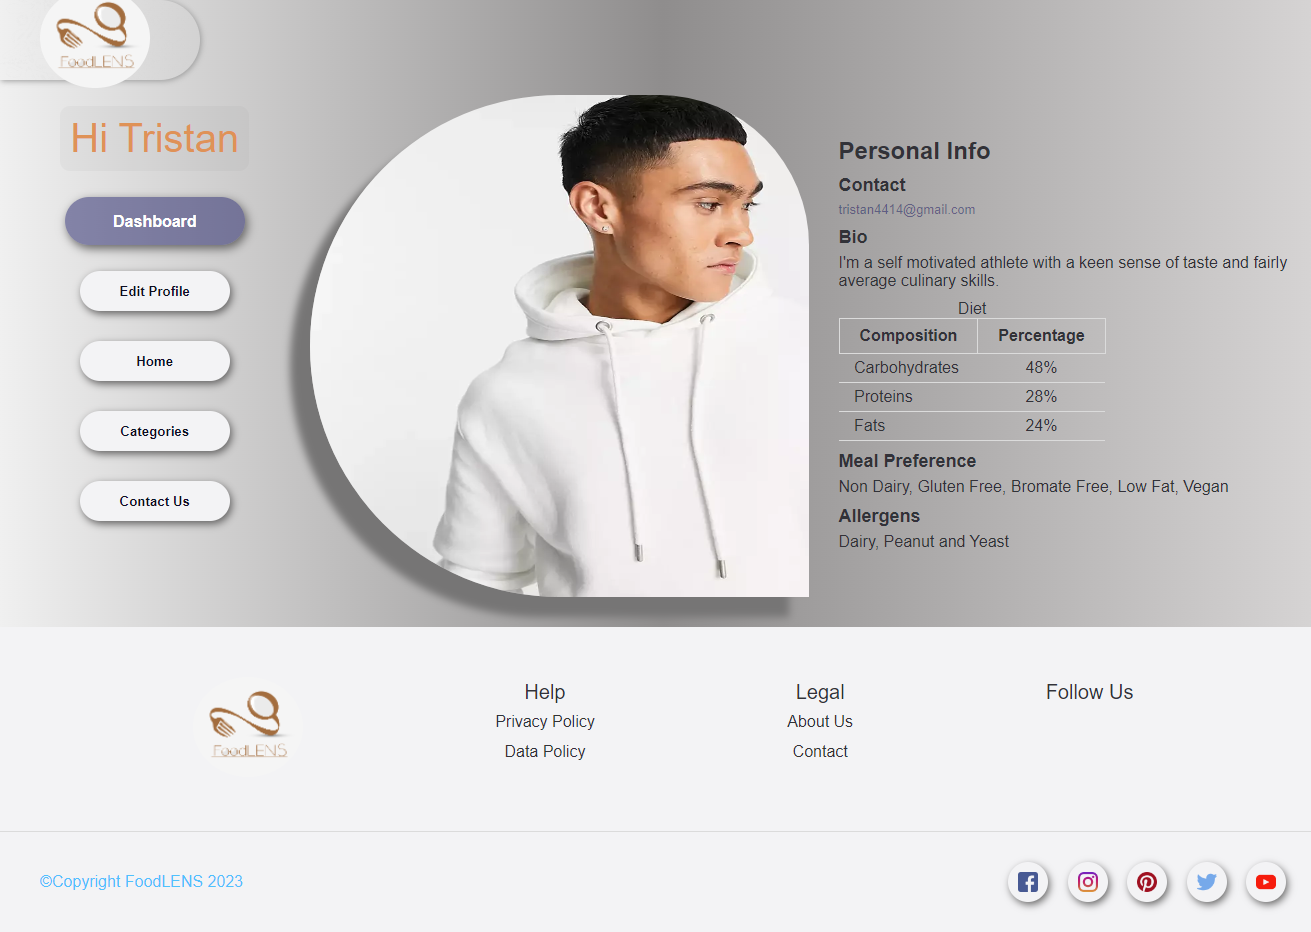 FoodLENS
Hi Tristan
Dashboard
Edit Profile
Home
Categories
Contact Us
Personal Info
Contact
tristan4414@gmail.com
Bio
I'm a self motivated athlete with a keen sense of taste and fairly
average culinary skills.
Diet
Composition Percentage
Carbohydrates 48%
Proteins 28%
Fats 24%
Meal Preference
Non Dairy, Gluten Free, Bromate Free, Low Fat, Vegan
Allergens
Dairy, Peanut and Yeast
FoodLENS
Help
Privacy Policy
Data Policy
Legal
About Us
Contact
Follow Us
©Copyright FoodLENS 2023